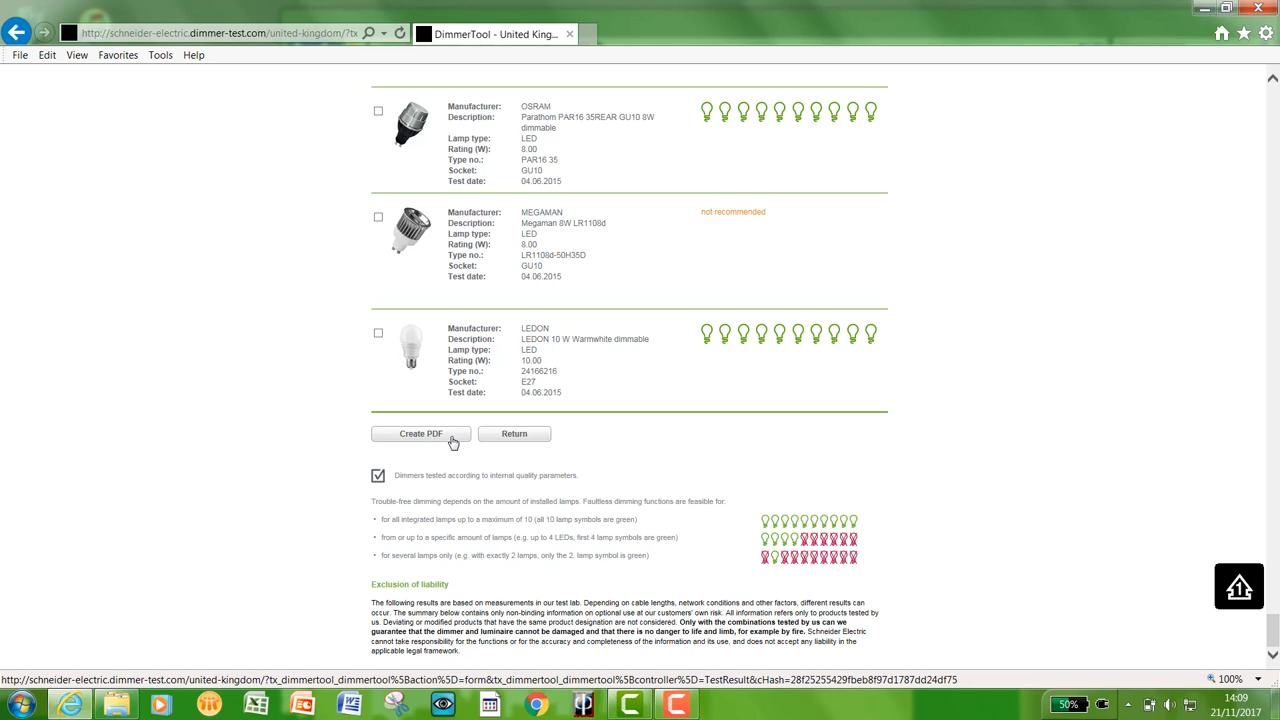 http://schneider-electric.dimmer-test.com/united-kingdom/?tx
DimmerTool - United King...
File Edit View Favorites Tools Help
Manufacturer: OSRAM
Description: Parathom PAR16 35REAR GU10 8W
dimmable
Lamp type: LED
Rating (W): 8.00
Type no.: PAR16 35
Socket: GU10
Test date: 04.06.2015
Manufacturer: MEGAMAN
not recommended
Description: Megaman 8W LR1108d
Lamp type: LED
Rating (W): 8.00
Type no.: LR1108d-50H35D
Socket: GU10
Test date: 04.06.2015
Manufacturer: LEDON
Description: LEDON 10 W Warmwhite dimmable
Lamp type: LED
Rating (W): 10.00
Type no.: 24166216
Socket: E27
Test date: 04.06.2015
Create PDF Return
Dimmers tested according to internal quality parameters.
Trouble-free dimming depends on the amount of installed lamps. Faultless dimming functions are feasible for:
• for all integrated lamps up to a maximum of 10 (all 10 lamp symbols are green)
• from or up to a specific amount of lamps (e.g. up to 4 LEDs, first 4 lamp symbols are green)
• for several lamps only (e.g. with exactly 2 lamps, only the 2. lamp symbol is green)
Exclusion of liability
The following results are based on measurements in our test lab. Depending on cable lengths, network conditions and other factors, different results can
occur. The summary below contains only non-binding information on optional use at our customers' own risk. All information refers only to products tested by
us. Deviating or modified products that have the same product designation are not considered. Only with the combinations tested by us can we
guarantee that the dimmer and luminaire cannot be damaged and that there is no danger to life and limb, for example by fire. Schneider Electric
cannot take responsibility for the functions or for the accuracy and completeness of the information and its use, and does not accept any liability in the
applicable legal framework.
1
http://schneider-electric.dimmer-test.com/united-kingdom/?tx_dimmertool_dimmertool%5Baction%5D=form&tx_dimmertool_dimmertool%5Bcontroller%5D=TestResult&cHash=28f25255429fbeb8f97d1787dd24df75
100%
50%
14:09
21/11/2017